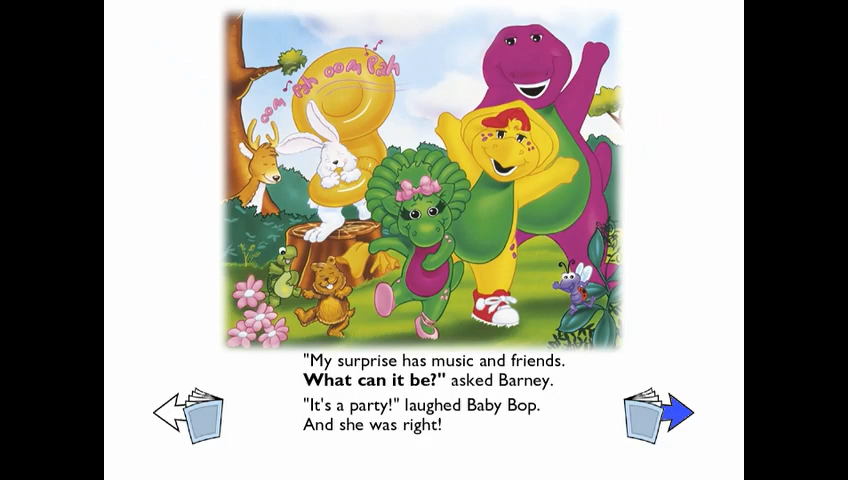 oom Pah oom Pah
"My surprise has music and friends.
What can it be?" asked Barney.
"It's a party!" laughed Baby Bop.
And she was right!